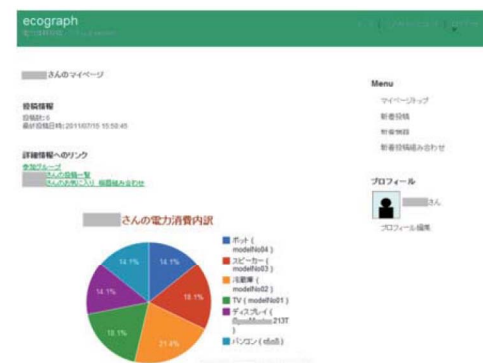 ecograph
さんのマイページ
投稿情報
投稿数: 6
最終投稿日時: 2011/07/15 15:50:45
詳細情報へのリンク
参加グループ
さんの投稿一覧
さんのお気に入り 機器組み合わせ
さんの電力消費内訳
14.1%
14.1%
18.1%
14.1%
18.1%
21.4%
ポット (
modelNo04 )
スピーカー (
modelNo03 )
冷蔵庫 (
modelNo02 )
TV ( modelNo01 )
ディスプレイ (
213T
)
パソコン (
Menu
マイページトップ
新着投稿
新着機器
新着投稿組み合わせ
プロフィール
さん
プロフィール編集